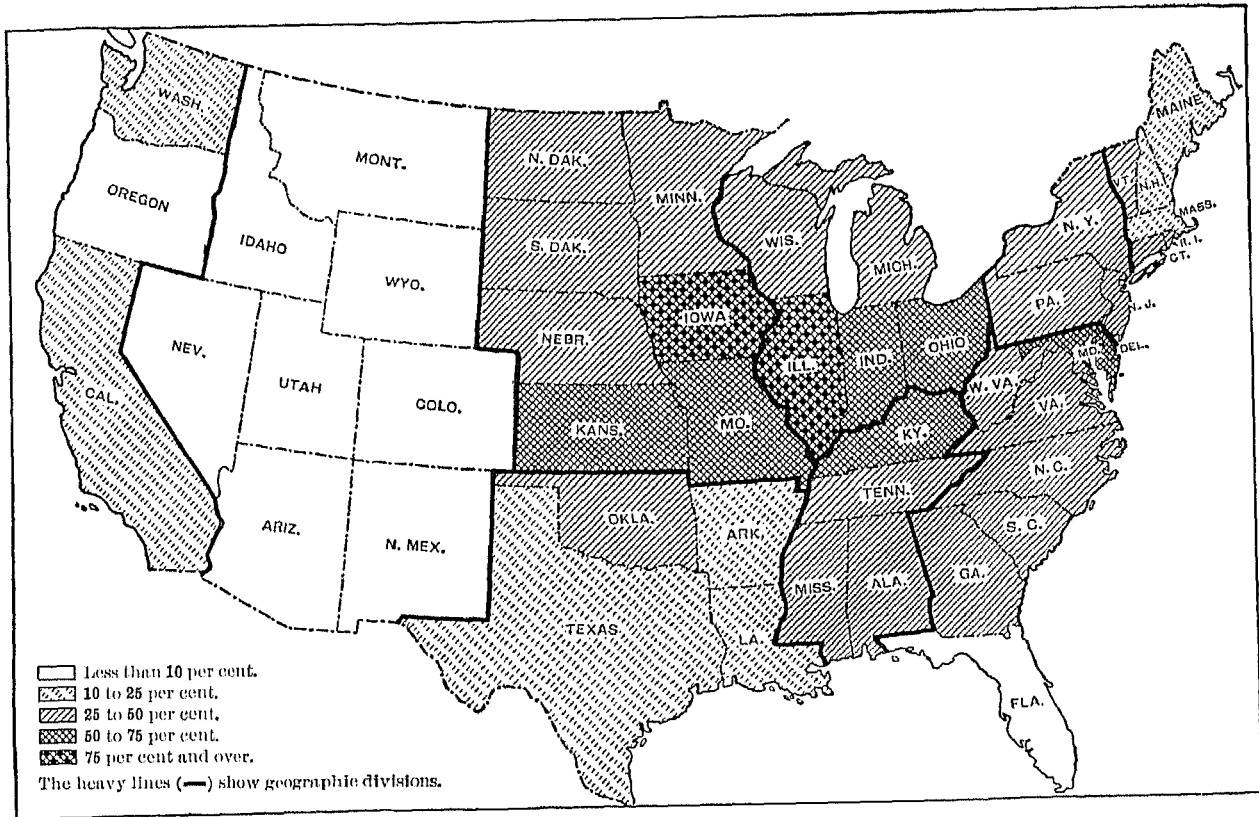 WASH.
MONT.
N. DAK.
MINN.
MAINE
OREGON
IDAHO
S. DAK.
WIS.
MICH.
VT.
N.H.
MASS.
N. Y.
R. I.
CT.
WYO.
IOWA
PA.
N. J.
NEV.
NEBR.
ILL.
IND.
OHIO
MD.
DEL.
UTAH
COLO.
W. VA.
VA.
CAL.
KANS.
MO.
KY.
N. C.
TENN.
ARIZ.
N. MEX.
OKLA.
ARK.
S. C.
MISS.
ALA.
GA.
TEXAS
LA.
FLA.
Less than 10 per cent.
10 to 25 per cent.
25 to 50 per cent.
50 to 75 per cent.
75 per cent and over.
The heavy lines (—) show geographic divisions.